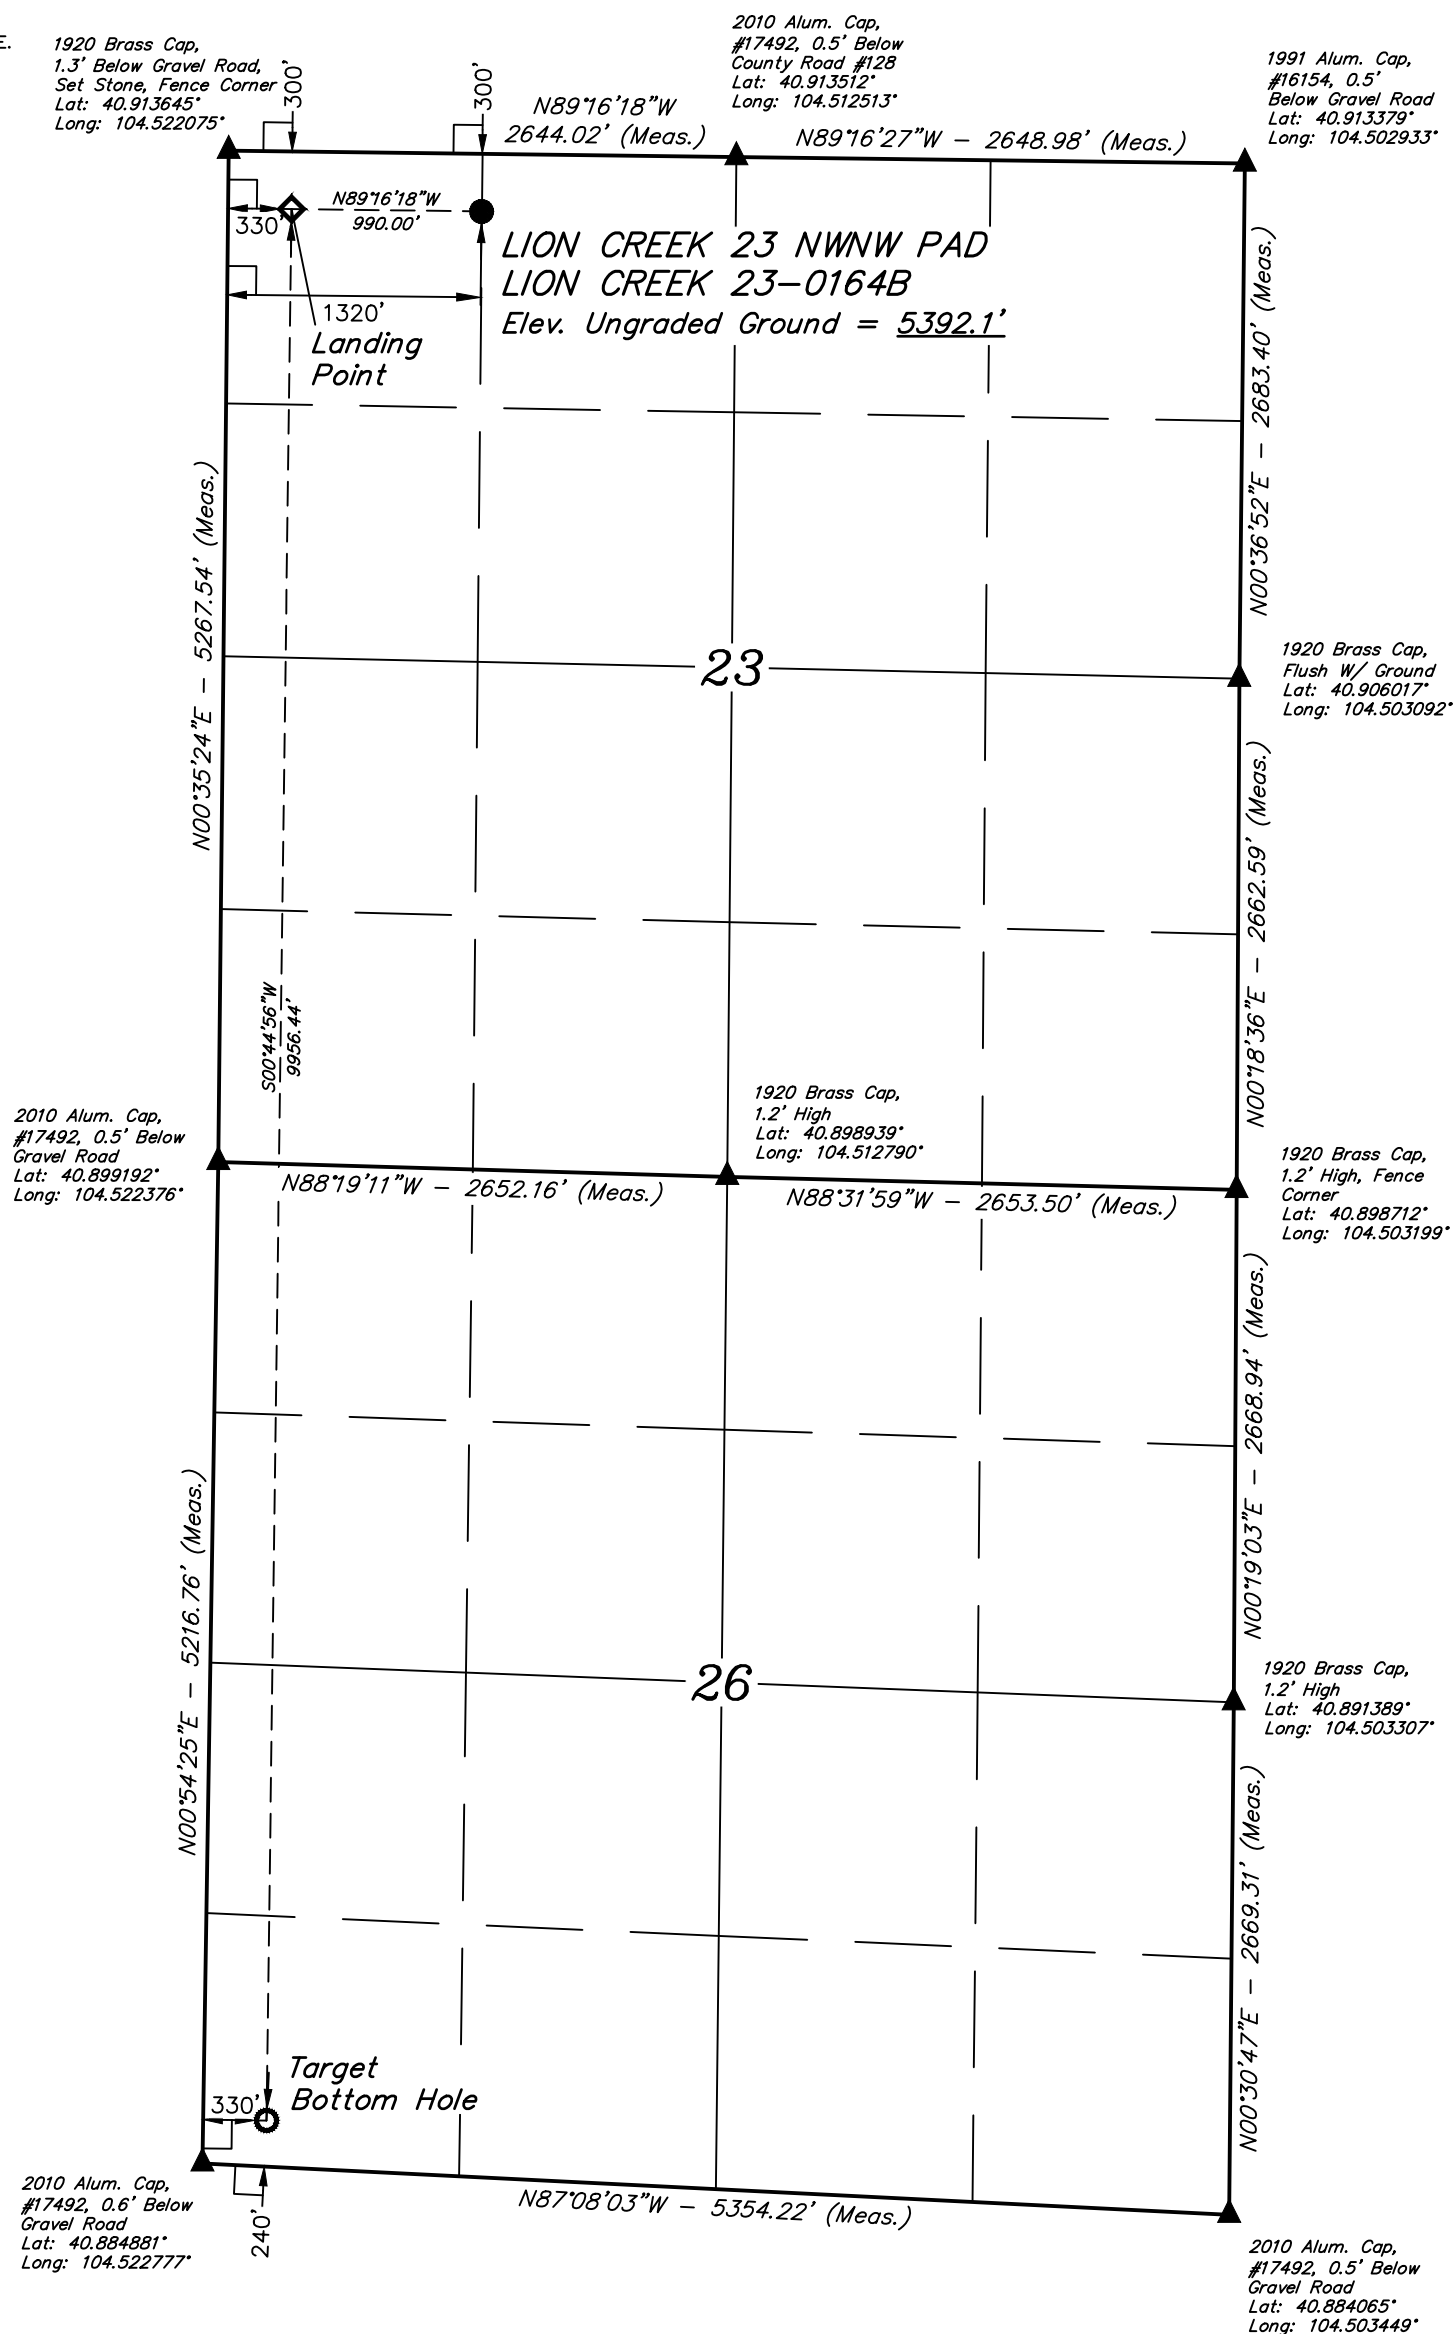 E.
1920 Brass Cap,
1.3' Below Gravel Road,
Set Stone, Fence Corner
Lat: 40.913645°
Long: 104.522075°
300'
300'
N89°16'18"W
2644.02' (Meas.)
2010 Alum. Cap,
#17492, 0.5' Below
County Road #128
Lat: 40.913512°
Long: 104.512513°
N89°16'27"W - 2648.98' (Meas.)
1991 Alum. Cap,
#16154, 0.5'
Below Gravel Road
Lat: 40.913379°
Long: 104.502933°
330'
N89°16'18"W
990.00'
LION CREEK 23 NWNW PAD
LION CREEK 23-0164B
Elev. Ungraded Ground = 5392.1'
1320'
Landing
Point
N00°36'52"E - 2683.40' (Meas.)
N00°35'24"E - 5267.54' (Meas.)
23
1920 Brass Cap,
Flush W/ Ground
Lat: 40.906017°
Long: 104.503092°
N00°18'36"E - 2662.59' (Meas.)
S00°44'56"W
9956.44'
2010 Alum. Cap,
#17492, 0.5' Below
Gravel Road
Lat: 40.899192°
Long: 104.522376°
1920 Brass Cap,
1.2' High
Lat: 40.898939°
Long: 104.512790°
N88°19'11"W - 2652.16' (Meas.)
N88°31'59"W - 2653.50' (Meas.)
1920 Brass Cap,
1.2' High, Fence
Corner
Lat: 40.898712°
Long: 104.503199°
N00°19'03"E - 2668.94' (Meas.)
N00°54'25"E - 5216.76' (Meas.)
26
1920 Brass Cap,
1.2' High
Lat: 40.891389°
Long: 104.503307°
N00°30'47"E - 2669.31' (Meas.)
Target
Bottom Hole
330'
240'
2010 Alum. Cap,
#17492, 0.6' Below
Gravel Road
Lat: 40.884881°
Long: 104.522777°
N87°08'03"W - 5354.22' (Meas.)
2010 Alum. Cap,
#17492, 0.5' Below
Gravel Road
Lat: 40.884065°
Long: 104.503449°